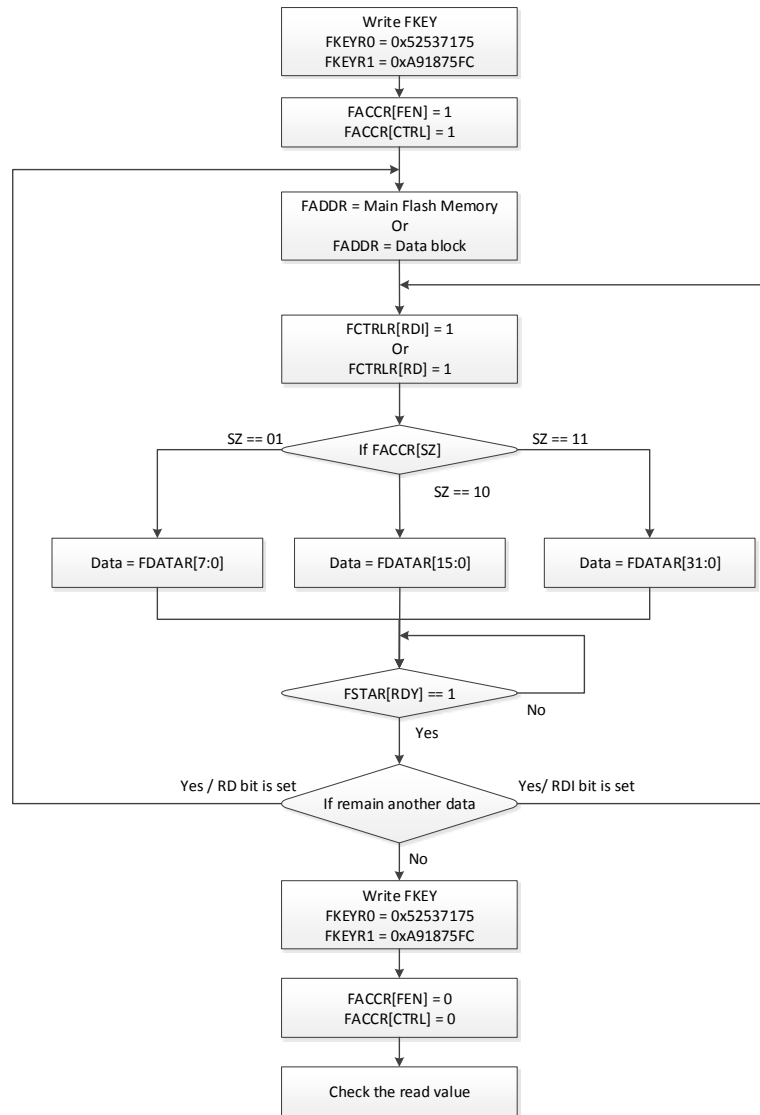 Write FKEY
FKEYR0 = 0x52537175
FKEYR1 = 0xA91875FC
FACCR[FEN] = 1
FACCR[CTRL] = 1
FADDR = Main Flash Memory
Or
FADDR = Data block
FCTRLR[RDI] = 1
Or
FCTRLR[RD] = 1
SZ == 01
If FACCR[SZ]
SZ == 11
SZ == 10
Data = FDATAR[7:0]
Data = FDATAR[15:0]
Data = FDATAR[31:0]
FSTAR[RDY] == 1
No
Yes
Yes / RD bit is set
If remain another data
Yes/ RDI bit is set
No
Write FKEY
FKEYR0 = 0x52537175
FKEYR1 = 0xA91875FC
FACCR[FEN] = 0
FACCR[CTRL] = 0
Check the read value